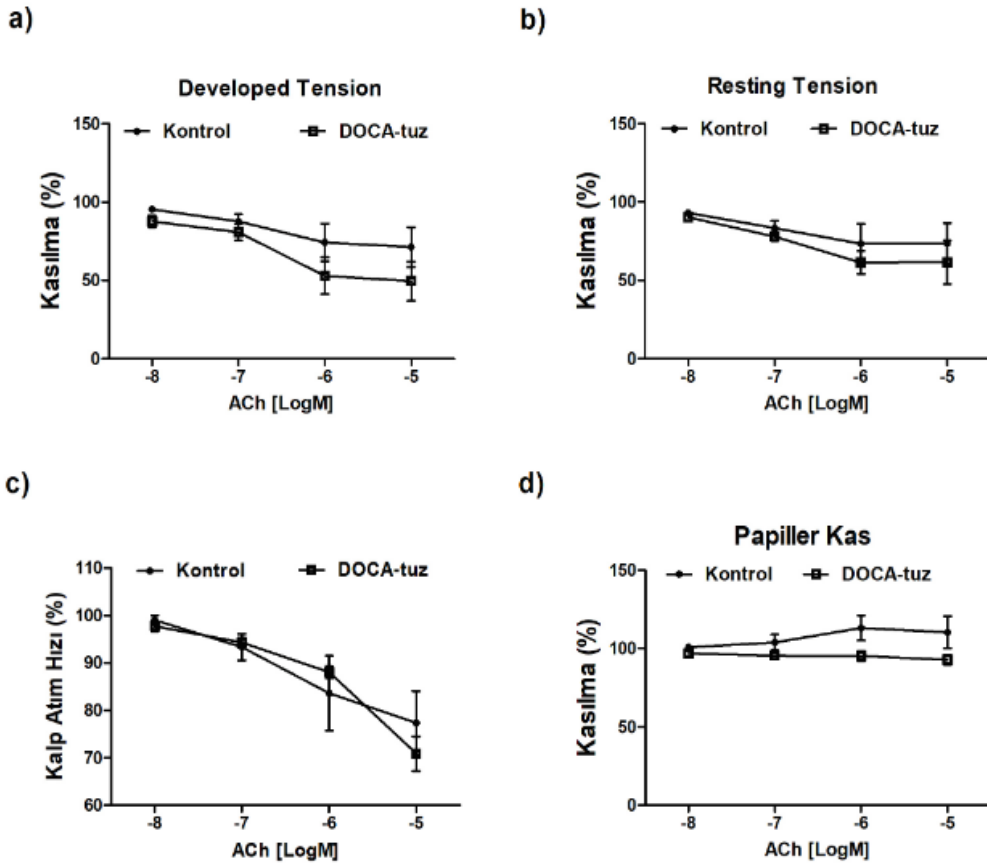 a)
Developed Tension
Kontrol DOCA-tuz
150
100
50
0
Kasılma (%)
-8 -7 -6 -5
ACh [LogM]
b)
Resting Tension
Kontrol DOCA-tuz
150
100
50
0
Kasılma (%)
-8 -7 -6 -5
ACh [LogM]
c)
Kontrol DOCA-tuz
110
100
90
80
70
60
Kalp Atım Hızı (%)
-8 -7 -6 -5
ACh [LogM]
d)
Papiller Kas
Kontrol DOCA-tuz
150
100
50
0
Kasılma (%)
-8 -7 -6 -5
ACh [LogM]